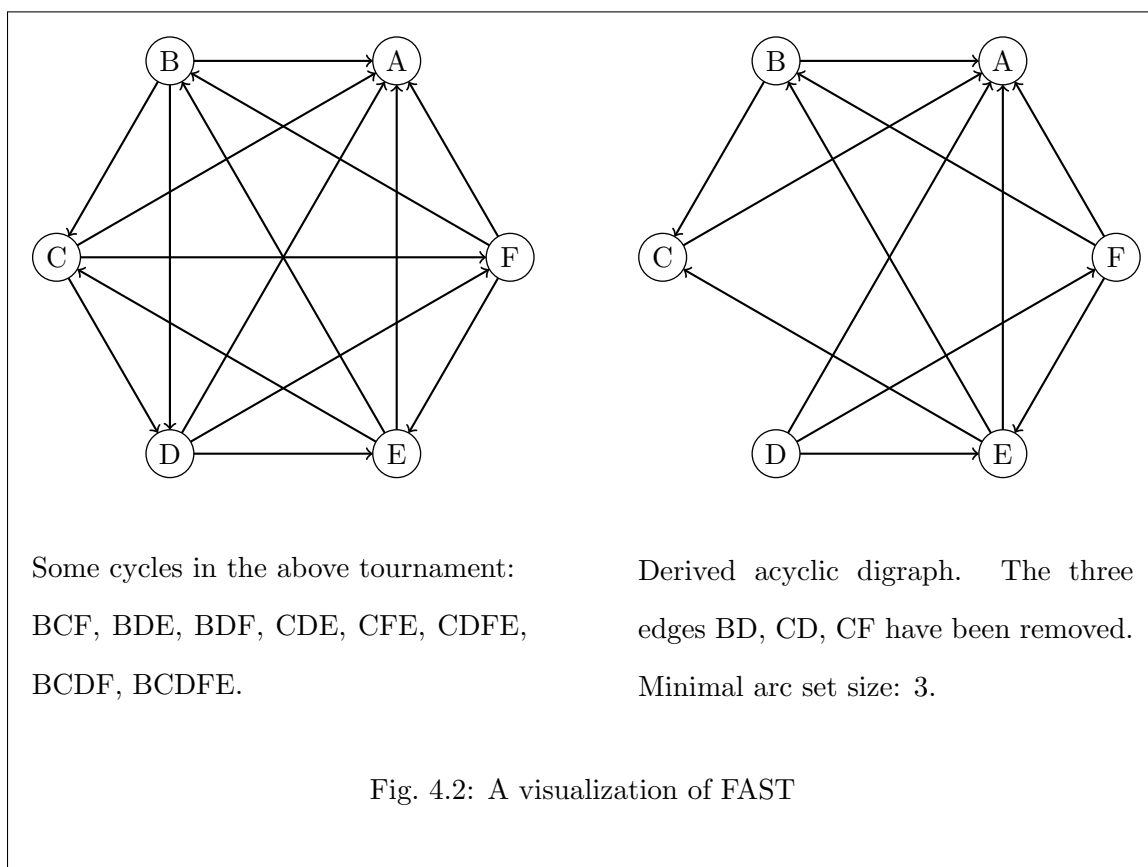 B
A
B
A
C
F
C
F
D
E
D
E
Some cycles in the above tournament:
BCF, BDE, BDF, CDE, CFE, CDFE,
BCDF, BCDFE.
Derived acyclic digraph. The three
edges BD, CD, CF have been removed.
Minimal arc set size: 3.
Fig. 4.2: A visualization of FAST